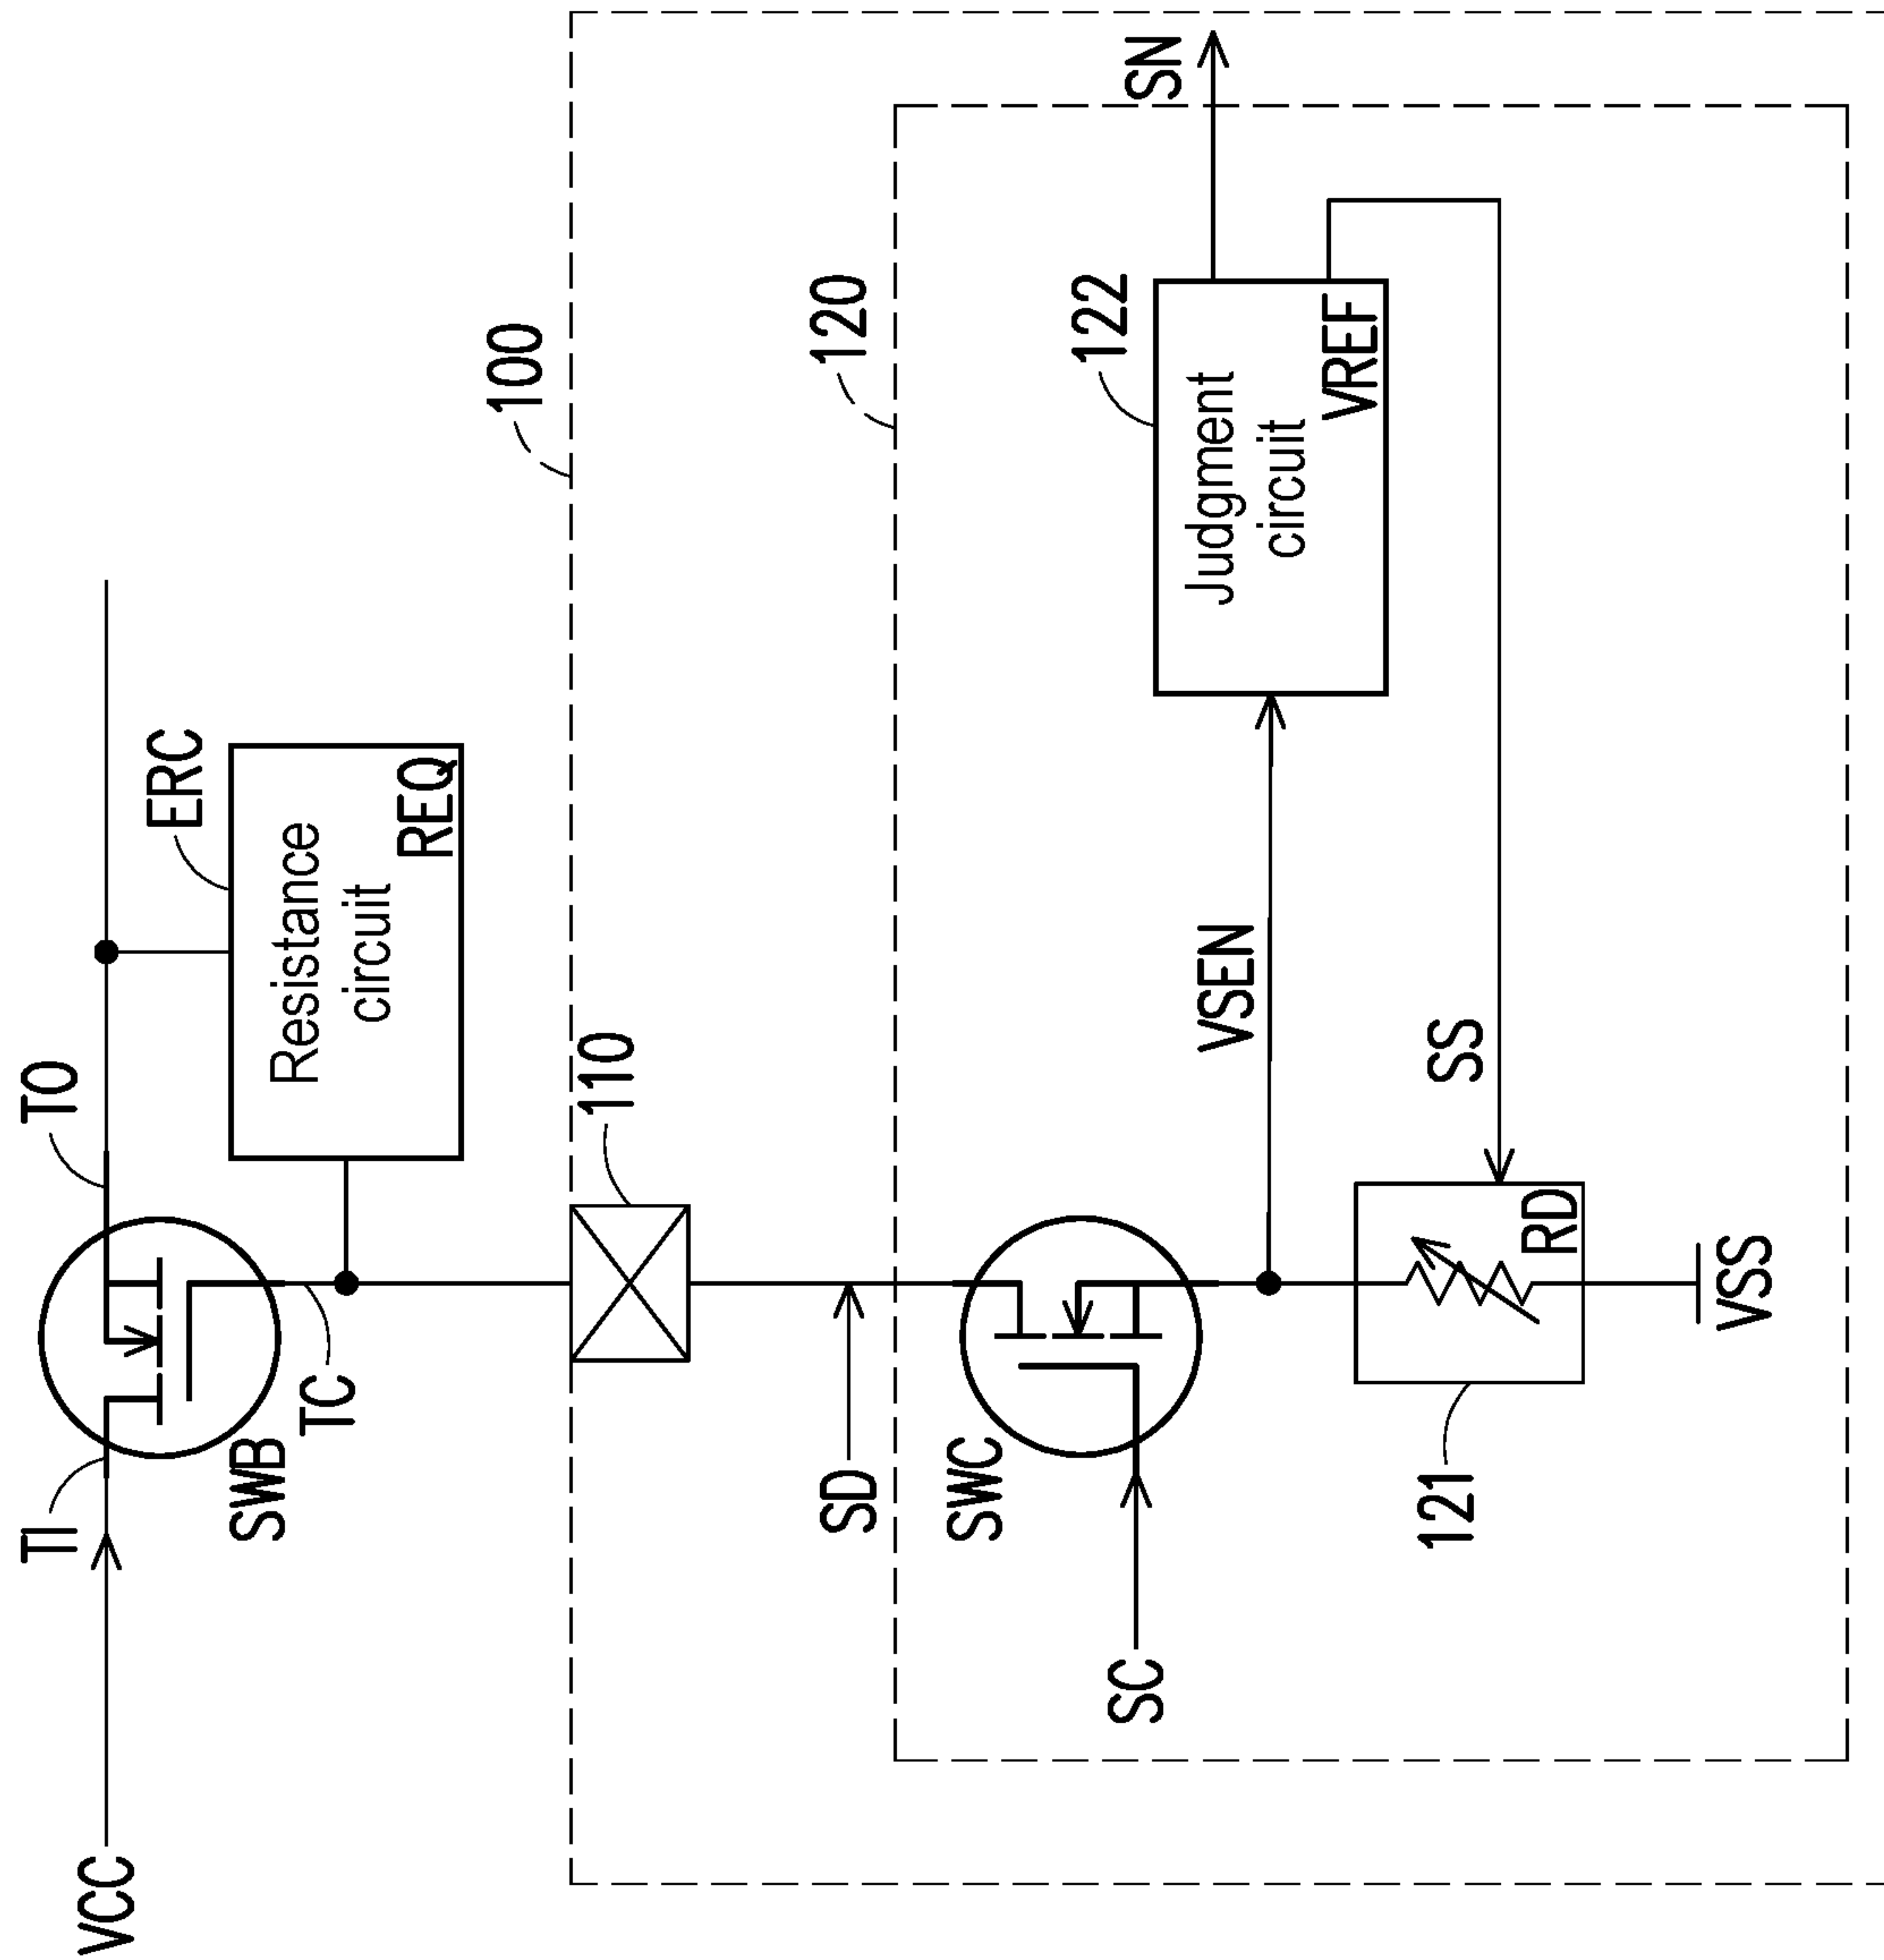 VCC
TI
TO
SWB
TC
ERC
Resistance
circuit
REQ
100
110
SD
120
SWC
SC
VSEN
122
Judgment
circuit
VREF
SN
SS
121
RD
VSS